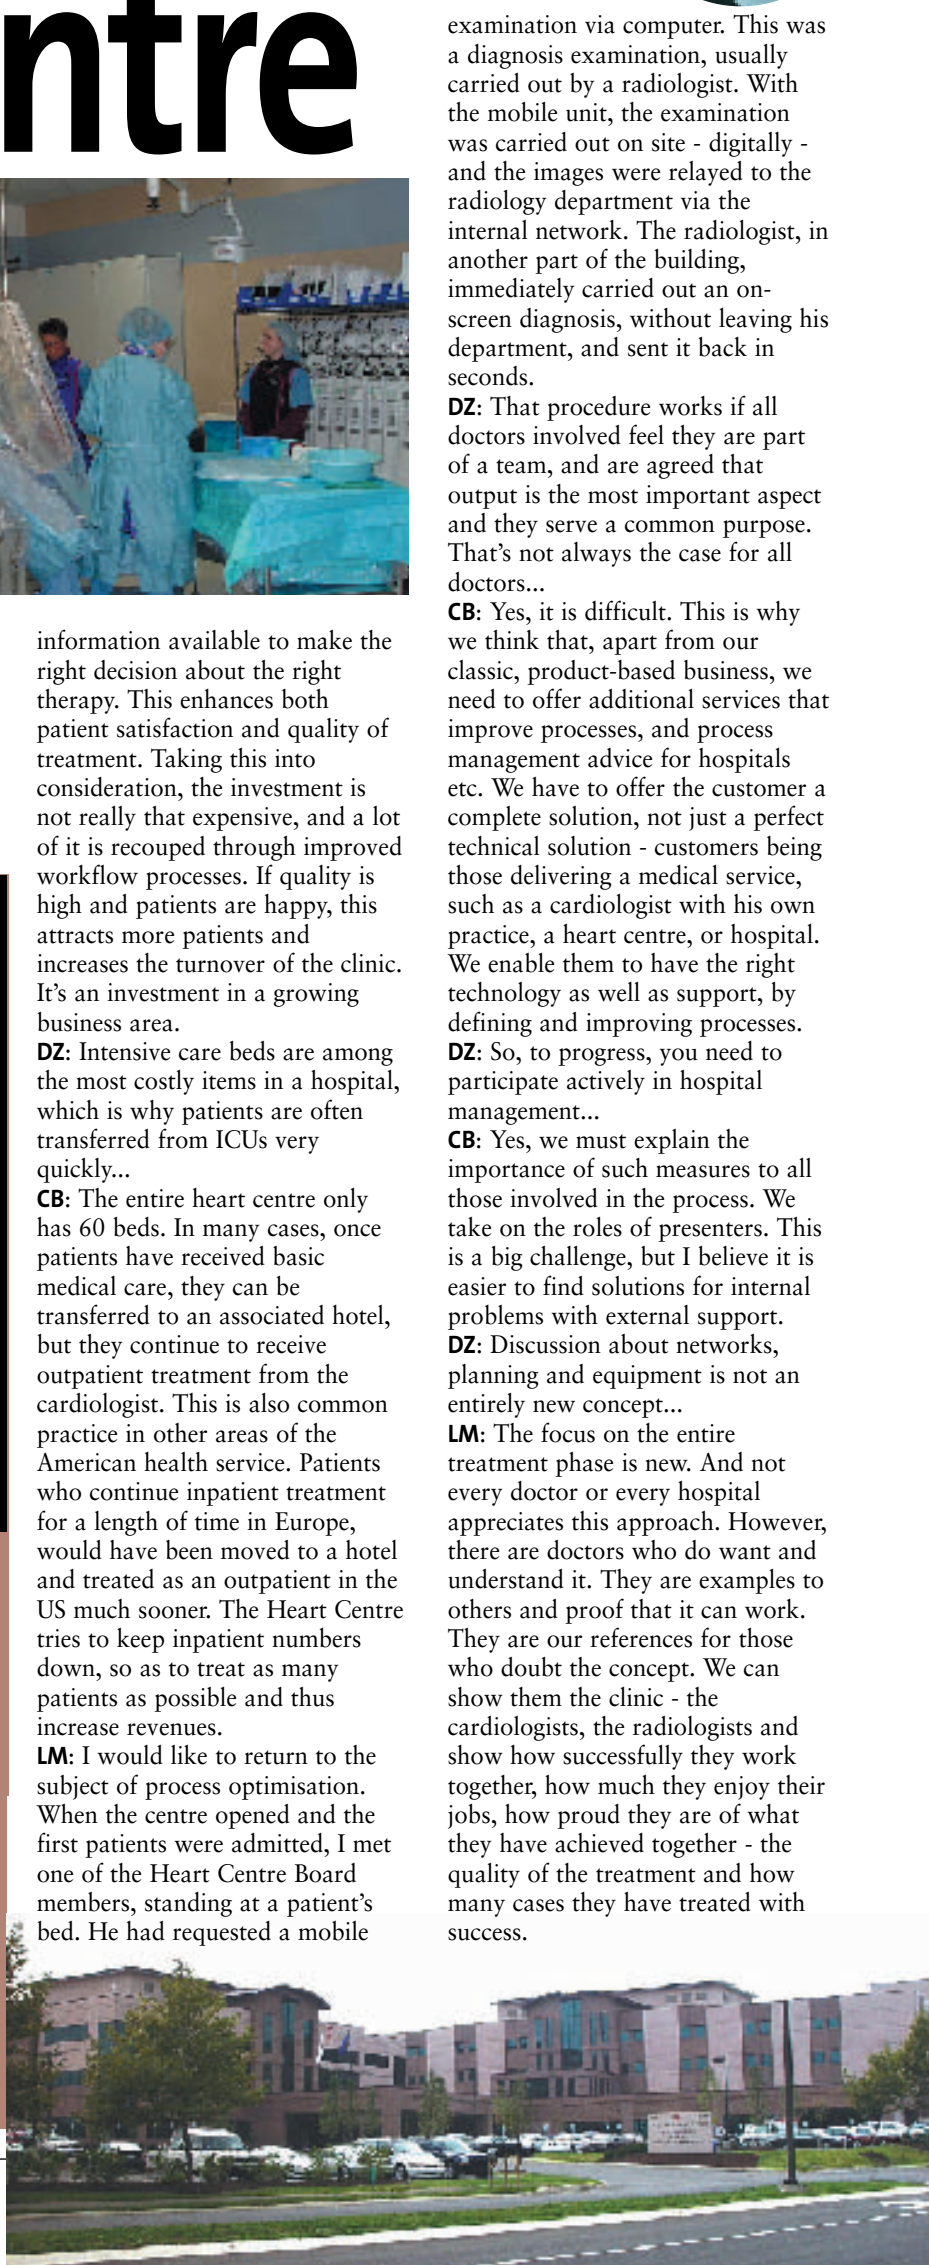 ntre
information available to make the
right decision about the right
therapy. This enhances both
patient satisfaction and quality of
treatment. Taking this into
consideration, the investment is
not really that expensive, and a lot
of it is recouped through improved
workflow processes. If quality is
high and patients are happy, this
attracts more patients and
increases the turnover of the clinic.
It's an investment in a growing
business area.
DZ: Intensive care beds are among
the most costly items in a hospital,
which is why patients are often
transferred from ICUs very
quickly...
CB: The entire heart centre only
has 60 beds. In many cases, once
patients have received basic
medical care, they can be
transferred to an associated hotel,
but they continue to receive
outpatient treatment from the
cardiologist. This is also common
practice in other areas of the
American health service. Patients
who continue inpatient treatment
for a length of time in Europe,
would have been moved to a hotel
and treated as an outpatient in the
US much sooner. The Heart Centre
tries to keep inpatient numbers
down, so as to treat as many
patients as possible and thus
increase revenues.
LM: I would like to return to the
subject of process optimisation.
When the centre opened and the
first patients were admitted, I met
one of the Heart Centre Board
members, standing at a patient's
bed. He had requested a mobile
examination via computer. This was
a diagnosis examination, usually
carried out by a radiologist. With
the mobile unit, the examination
was carried out on site - digitally -
and the images were relayed to the
radiology department via the
internal network. The radiologist, in
another part of the building,
immediately carried out an on-
screen diagnosis, without leaving his
department, and sent it back in
seconds.
DZ: That procedure works if all
doctors involved feel they are part
of a team, and are agreed that
output is the most important aspect
and they serve a common purpose.
That's not always the case for all
doctors...
CB: Yes, it is difficult. This is why
we think that, apart from our
classic, product-based business, we
need to offer additional services that
improve processes, and process
management advice for hospitals
etc. We have to offer the customer a
complete solution, not just a perfect
technical solution - customers being
those delivering a medical service,
such as a cardiologist with his own
practice, a heart centre, or hospital.
We enable them to have the right
technology as well as support, by
defining and improving processes.
DZ: So, to progress, you need to
participate actively in hospital
management...
CB: Yes, we must explain the
importance of such measures to all
those involved in the process. We
take on the roles of presenters. This
is a big challenge, but I believe it is
easier to find solutions for internal
problems with external support.
DZ: Discussion about networks,
planning and equipment is not an
entirely new concept...
LM: The focus on the entire
treatment phase is new. And not
every doctor or every hospital
appreciates this approach. However,
there are doctors who do want and
understand it. They are examples to
others and proof that it can work.
They are our references for those
who doubt the concept. We can
show them the clinic - the
cardiologists, the radiologists and
show how successfully they work
together, how much they enjoy their
jobs, how proud they are of what
they have achieved together - the
quality of the treatment and how
many cases they have treated with
success.